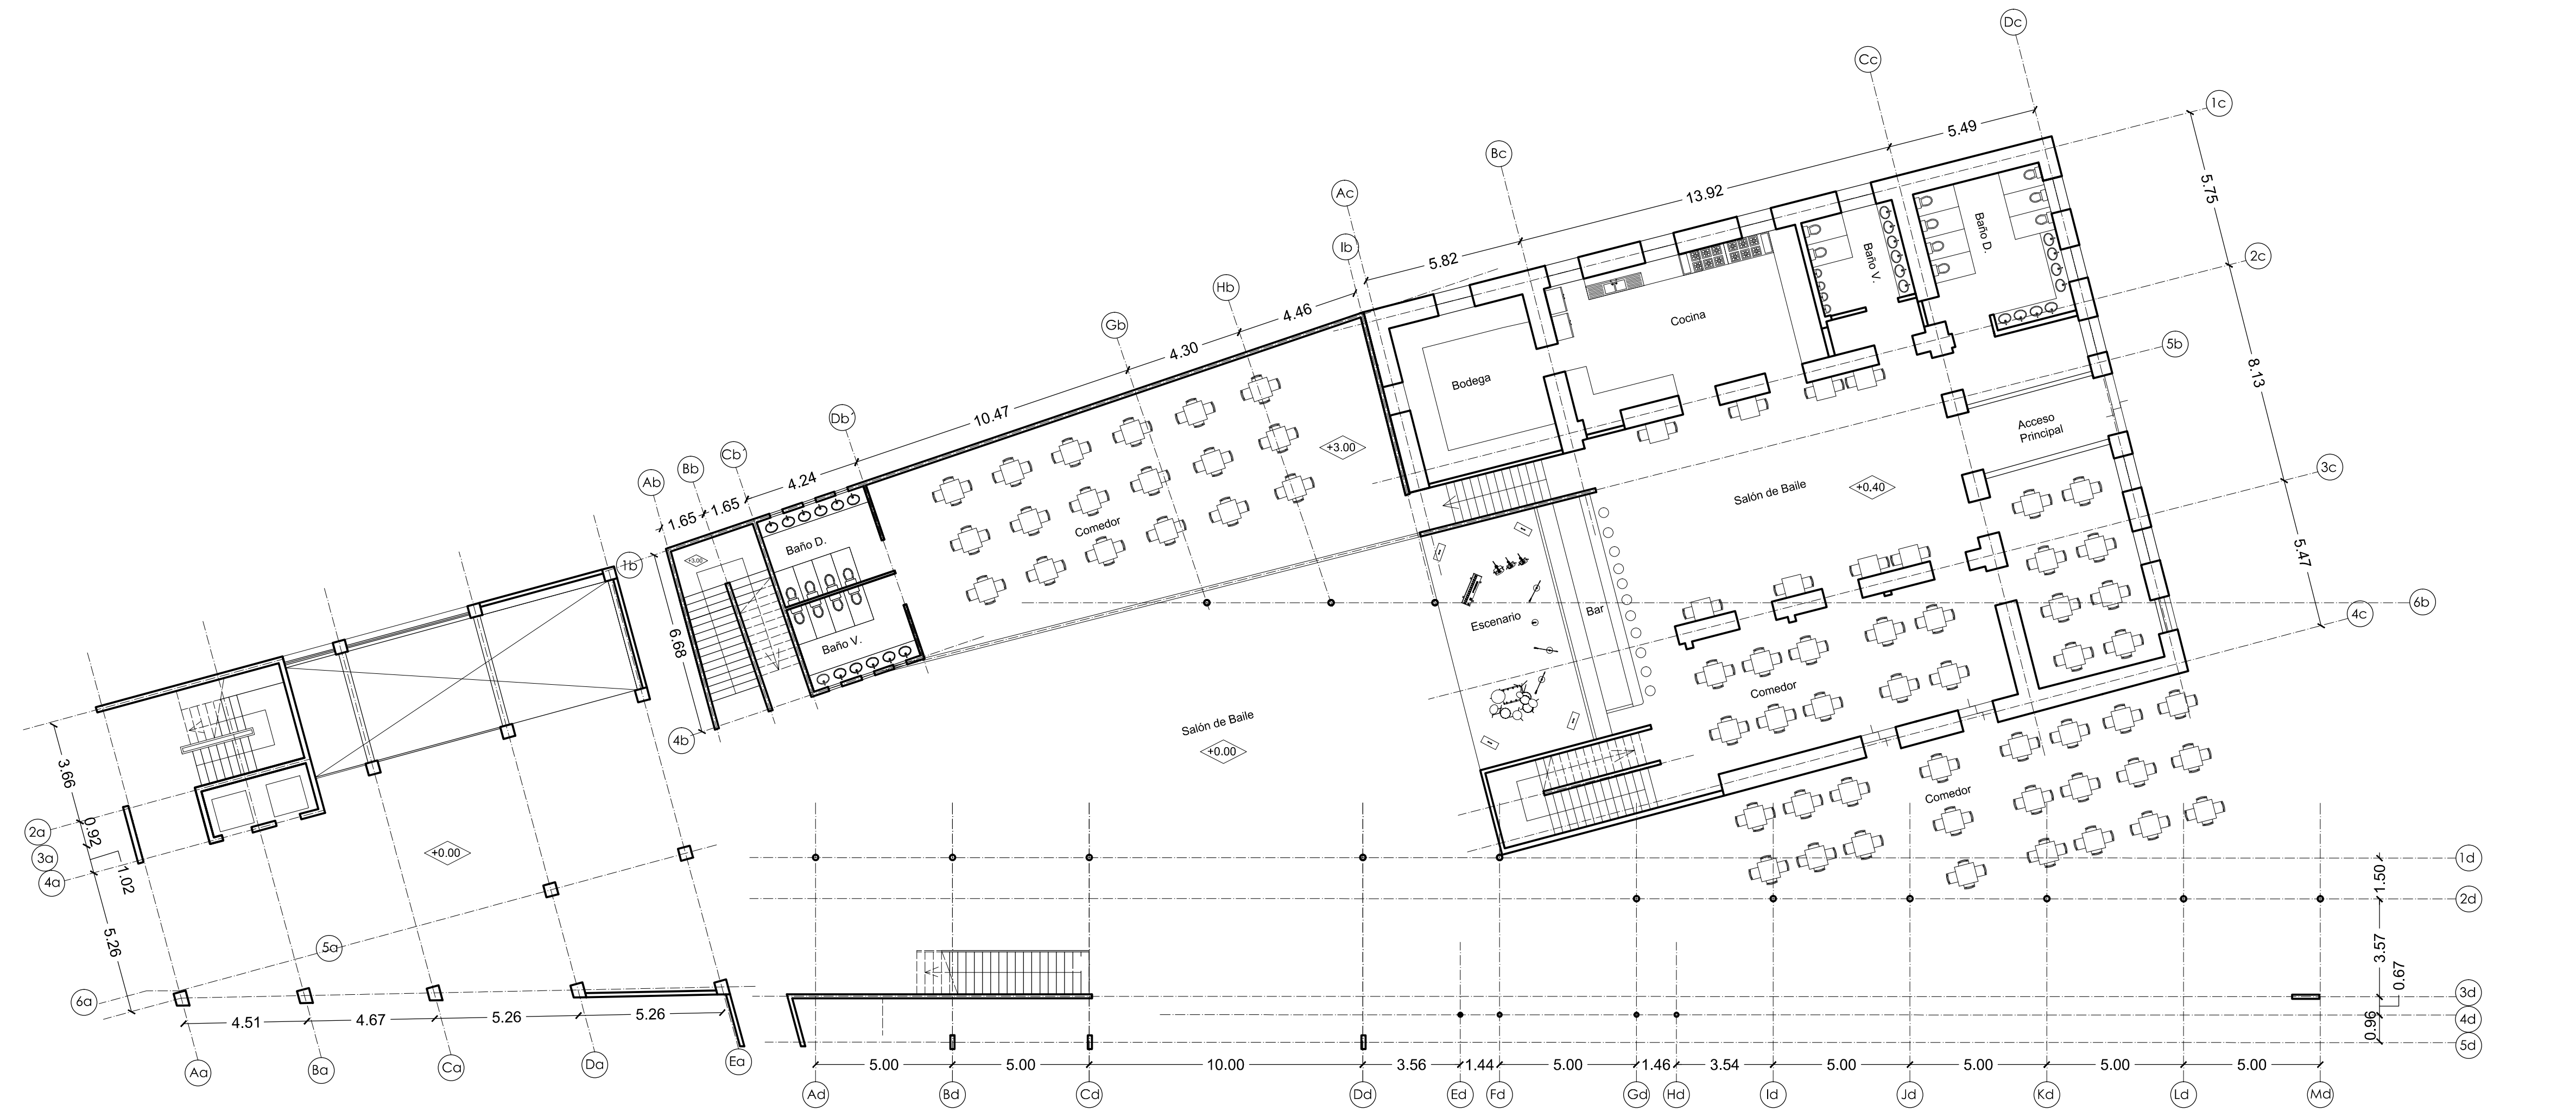 Dc
Cc
1c
5.49
Bc
13.92
5.75
Ac
Ib
2c
5.82
Baño D.
Baño V.
Hb
4.46
Cocina
Gb
4.30
5b
8.13
Bodega
Db´
10.47
Acceso
Principal
+3.00
Cb´
4.24
Bb
Ab
1.65
1.65
3c
Salón de Baile
+0.40
Comedor
Baño D.
+3.00
1b
5.47
6b
4c
Bar
Escenario
6.68
Baño V.
Comedor
Salón de Baile
+0.00
4b
Comedor
3.66
2a
0.92
3a
4a
1.02
+0.00
1d
1.50
2d
5.26
5a
3.57
0.67
6a
3d
4d
0.96
5d
4.51
4.67
5.26
5.26
Aa
Ba
Ca
Da
Ea
5.00
5.00
10.00
3.56
1.44
5.00
1.46
3.54
5.00
5.00
5.00
5.00
Ad
Bd
Cd
Dd
Ed
Fd
Gd
Hd
Id
Jd
Kd
Ld
Md